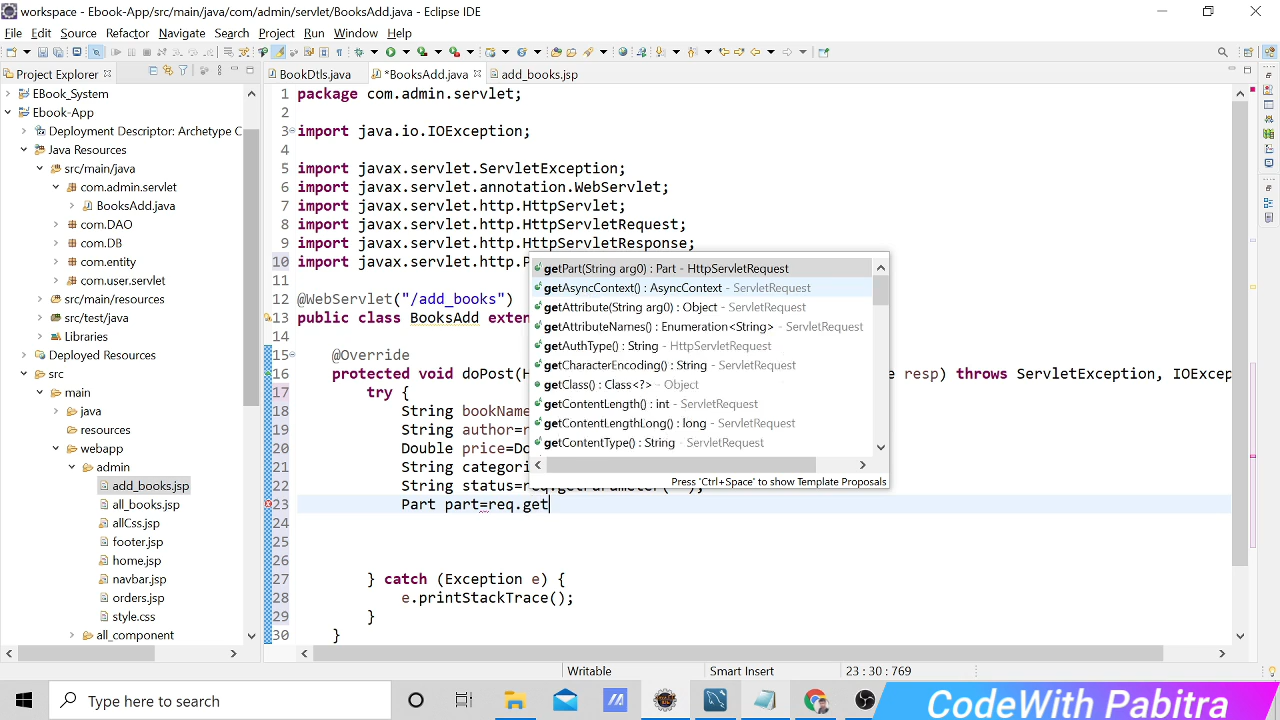 workspace - Ebook-App/src/main/java/com/admin/servlet/BooksAdd.java - Eclipse IDE
File Edit Source Refactor Navigate Search Project Run Window Help
Project Explorer
BookDtls.java
*BooksAdd.java
add_books.jsp
EBook_System
Ebook-App
Deployment Descriptor: Archetype C
Java Resources
src/main/java
com.admin.servlet
BooksAdd.java
com.DAO
com.DB
com.entity
com.user.servlet
src/main/resources
src/test/java
Libraries
Deployed Resources
src
main
java
resources
webapp
admin
add_books.jsp
all_books.jsp
allCss.jsp
footer.jsp
home.jsp
navbar.jsp
orders.jsp
style.css
all_component
1 package com.admin.servlet;
2
3 import java.io.IOException;
4
5 import javax.servlet.ServletException;
6 import javax.servlet.annotation.WebServlet;
7 import javax.servlet.http.HttpServlet;
8 import javax.servlet.http.HttpServletRequest;
9 import javax.servlet.http.HttpServletResponse;
10 import javax.servlet.http.P
11
12 @WebServlet("/add_books")
13 public class BooksAdd exten
14
15 @Override
16 protected void doPost(H e resp) throws ServletException, IOExcep
17 try {
18 String bookName
19 String author=r
20 Double price=Do
21 String categori
22 String status=req.getParameter(" ");
23 Part part=req.get
24
25
26
27 } catch (Exception e) {
28 e.printStackTrace();
29 }
30 }
getPart(String arg0) : Part - HttpServletRequest
getAsyncContext() : AsyncContext - ServletRequest
getAttribute(String arg0) : Object - ServletRequest
getAttributeNames() : Enumeration<String> - ServletRequest
getAuthType() : String - HttpServletRequest
getCharacterEncoding() : String - ServletRequest
getClass() : Class<?> - Object
getContentLength() : int - ServletRequest
getContentLengthLong() : long - ServletRequest
getContentType() : String - ServletRequest
Press 'Ctrl+Space' to show Template Proposals
Writable
Smart Insert
23 : 30 : 769
Type here to search
CodeWith Pabitra